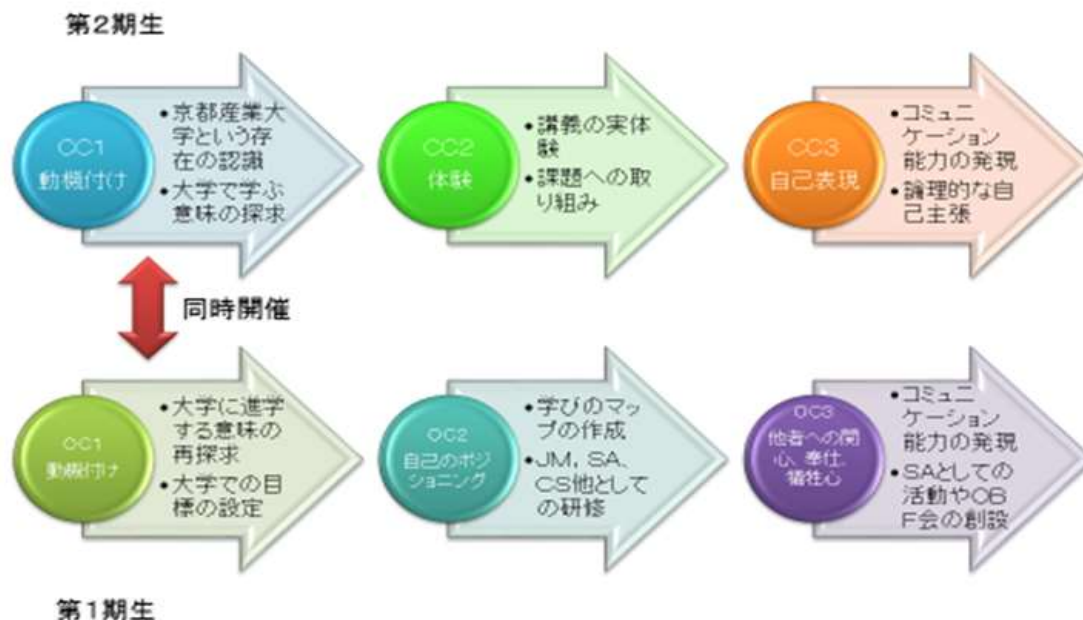 第2期生
CC1
動機付け
•京都産業大
学という存
在の認識
•大学で学ぶ
意味の探求
CC2
体験
•講義の実体
験
•課題への取
り組み
CC3
自己表現
•コミュニ
ケーション
能力の発現
•論理的な自
己主張
同時開催
OC1
動機付け
•大学に進学
する意味の
再探求
•大学での目
標の設定
OC2
自己のポジ
ショニング
•学びのマッ
プの作成
•JM, SA、
CS他として
の研修
OC3
他者への関
心、奉仕、
犠牲心
•コミュニ
ケーション
能力の発現
•SAとしての
活動やOB
F会の創設
第1期生